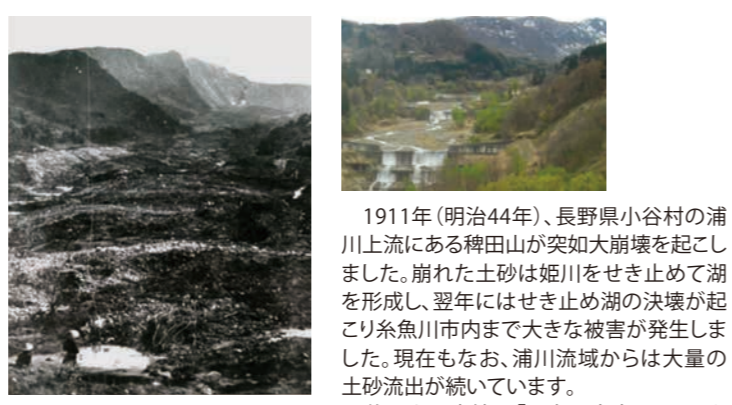 1911年（明治44年）、長野県小谷村の浦
川上流にある稗田山が突如大崩壊を起こし
ました。崩れた土砂は姫川をせき止めて湖
を形成し、翌年にはせき止め湖の決壊が起
こり糸魚川市内まで大きな被害が発生しま
した。現在もなお、浦川流域からは大量の
土砂流出が続いています。